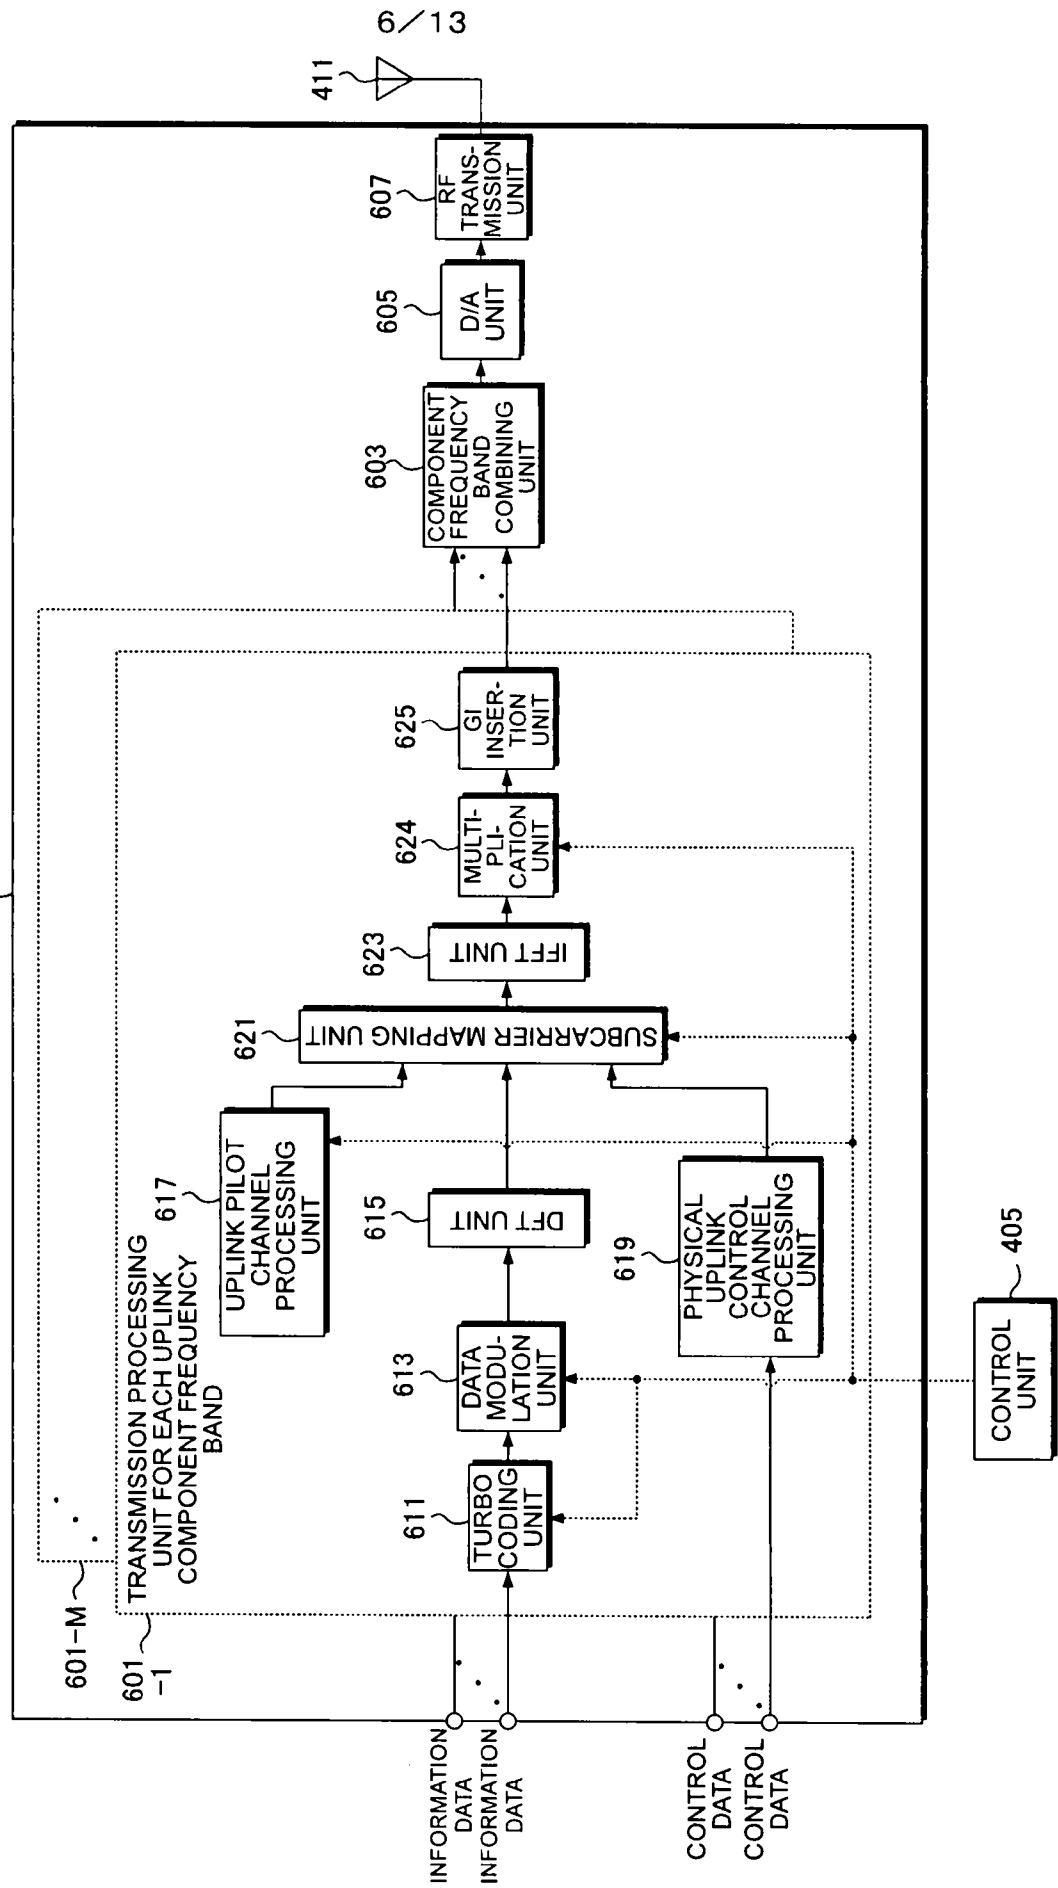 6/13
411
607
RF
TRANS-
MISSION
UNIT
605
D/A
UNIT
603
COMPONENT
FREQUENCY
BAND
COMBINING
UNIT
625
GI
INSER-
TION
UNIT
624
MULTI-
PLI-
CATION
UNIT
623
IFFT UNIT
621
SUBCARRIER MAPPING UNIT
617
UPLINK PILOT
CHANNEL
PROCESSING
UNIT
615
DFT UNIT
619
PHYSICAL
UPLINK
CONTROL
CHANNEL
PROCESSING
UNIT
613
DATA
MODU-
LATION
UNIT
611
TURBO
CODING
UNIT
405
CONTROL
UNIT
TRANSMISSION PROCESSING
UNIT FOR EACH UPLINK
COMPONENT FREQUENCY
BAND
601-M
601
-1
INFORMATION
DATA
INFORMATION
DATA
CONTROL
DATA
CONTROL
DATA